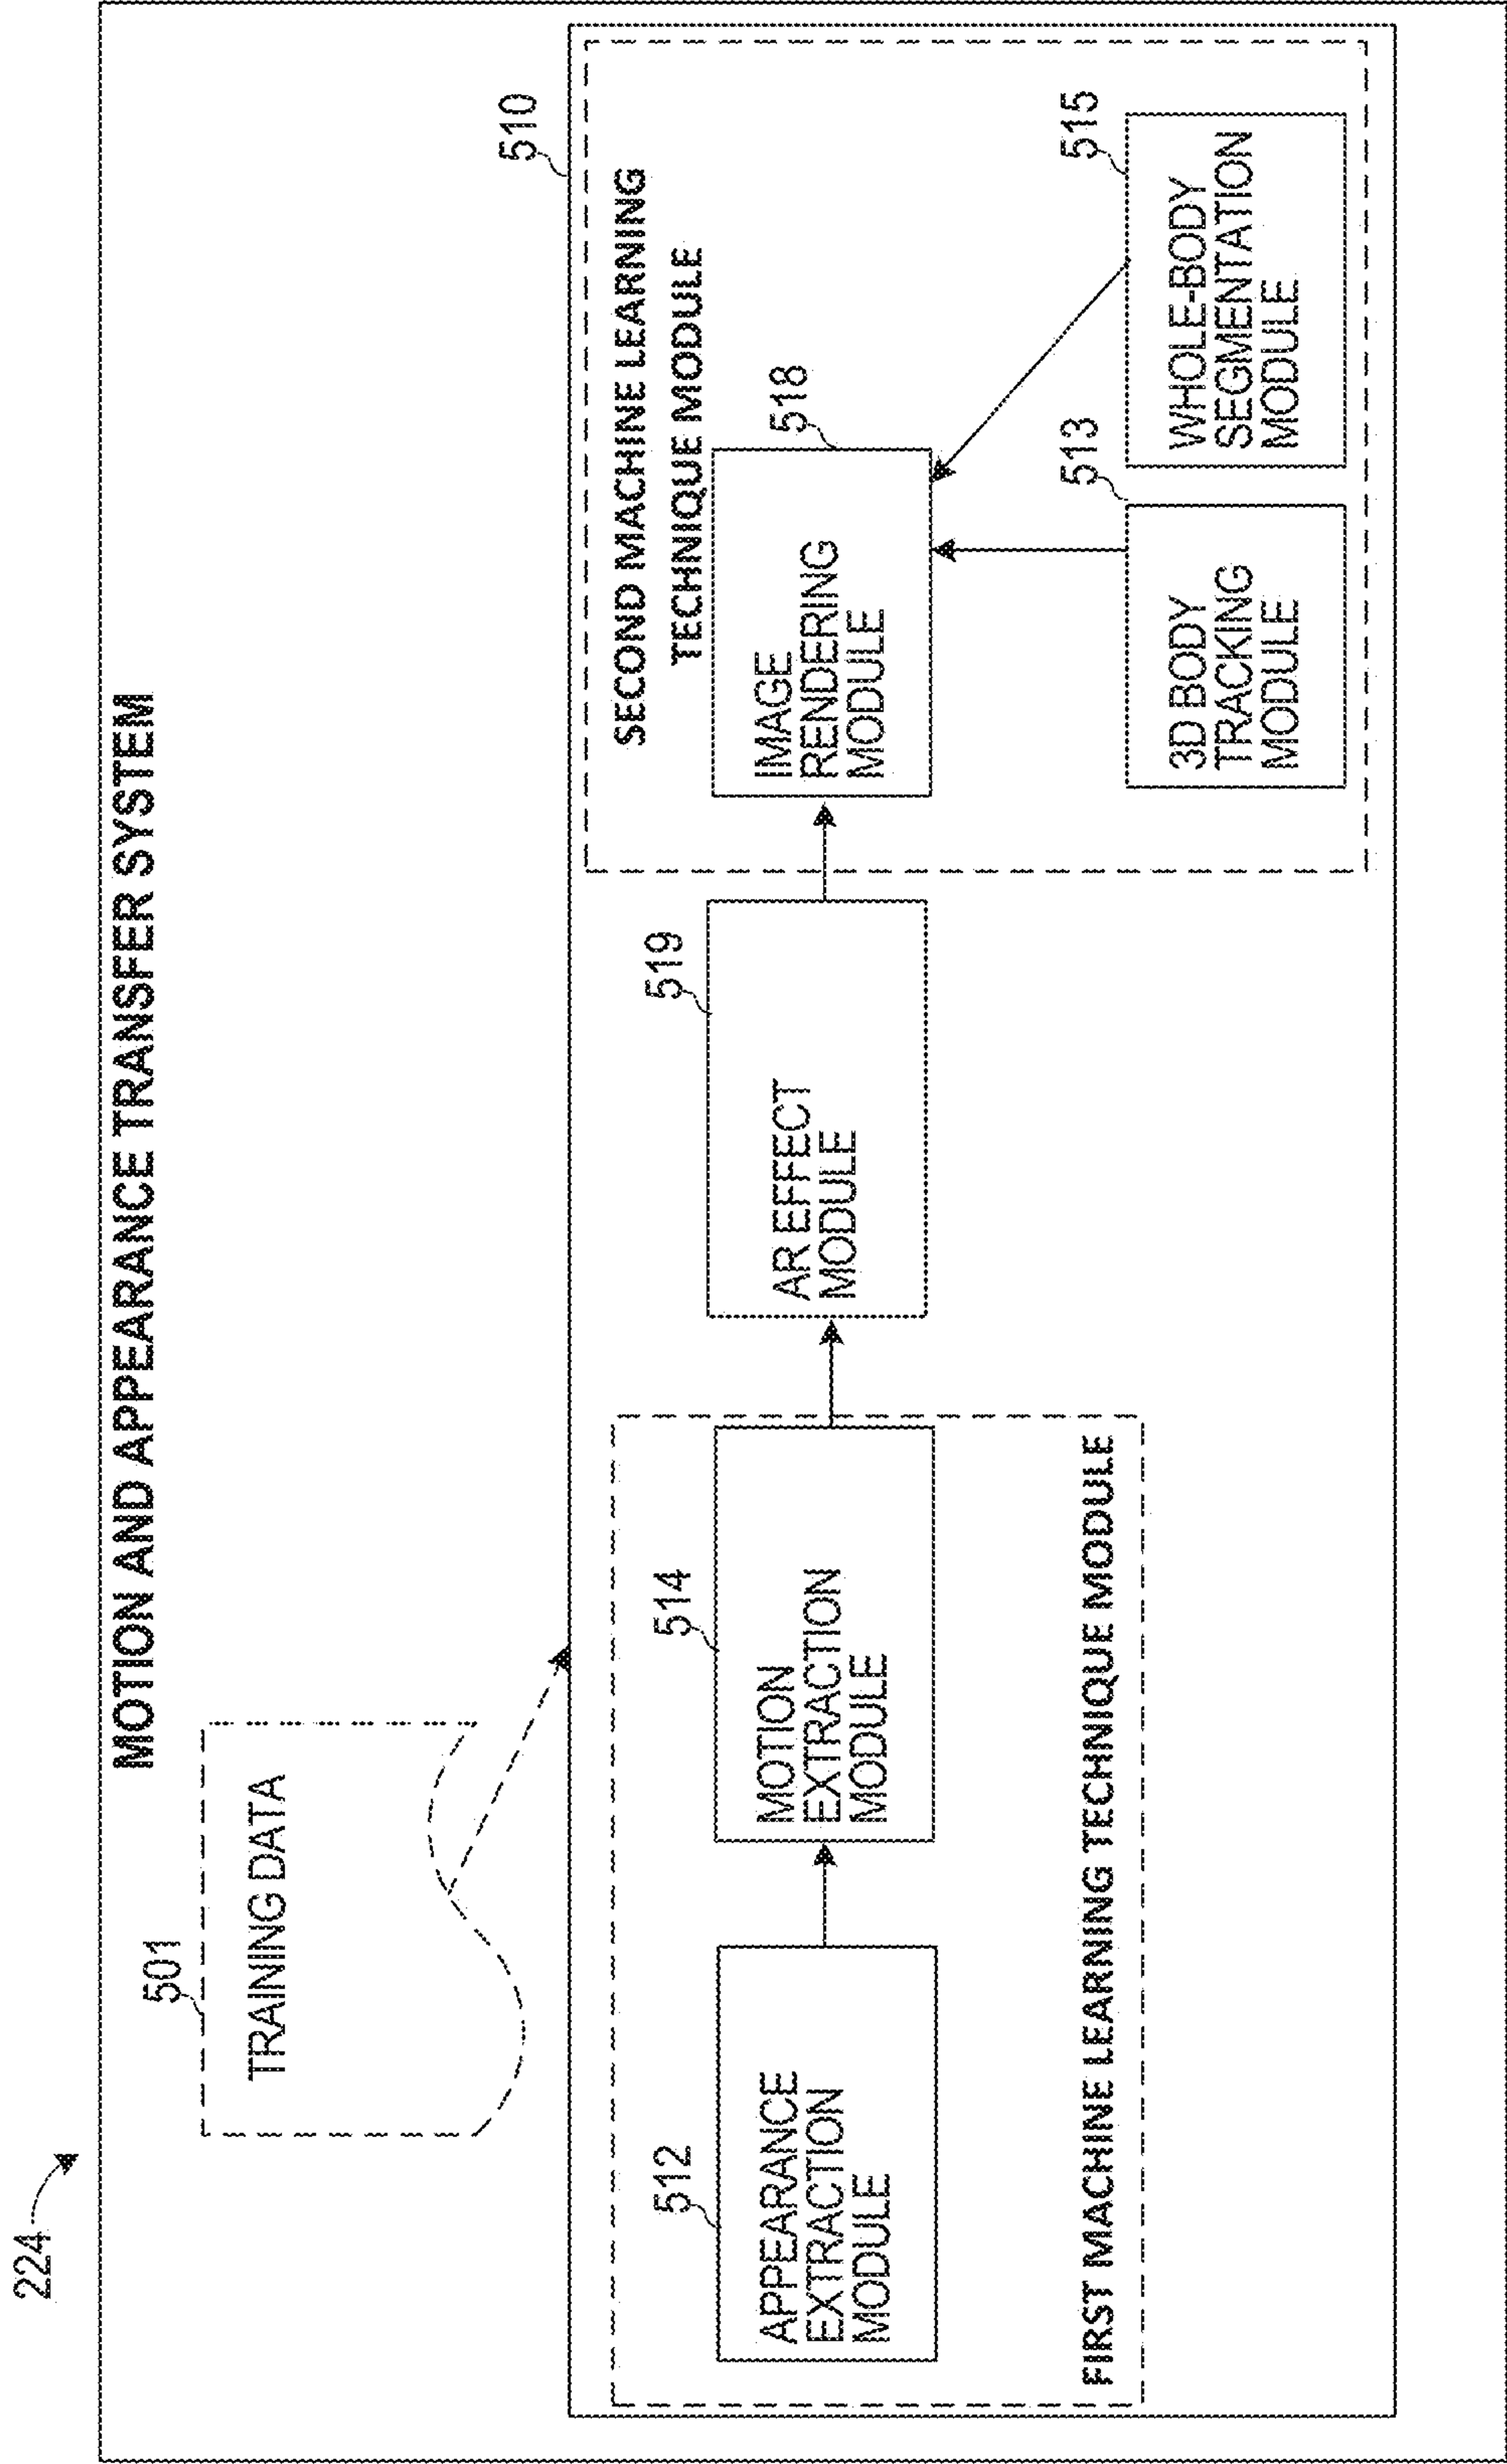 224
MOTION AND APPEARANCE TRANSFER SYSTEM
501
TRAINING DATA
510
512
APPEARANCE
EXTRACTION
MODULE
514
MOTION
EXTRACTION
MODULE
FIRST MACHINE LEARNING TECHNIQUE MODULE
519
AR EFFECT
MODULE
SECOND MACHINE LEARNING
TECHNIQUE MODULE
518
IMAGE
RENDERING
MODULE
513
3D BODY
TRACKING
MODULE
515
WHOLE-BODY
SEGMENTATION
MODULE